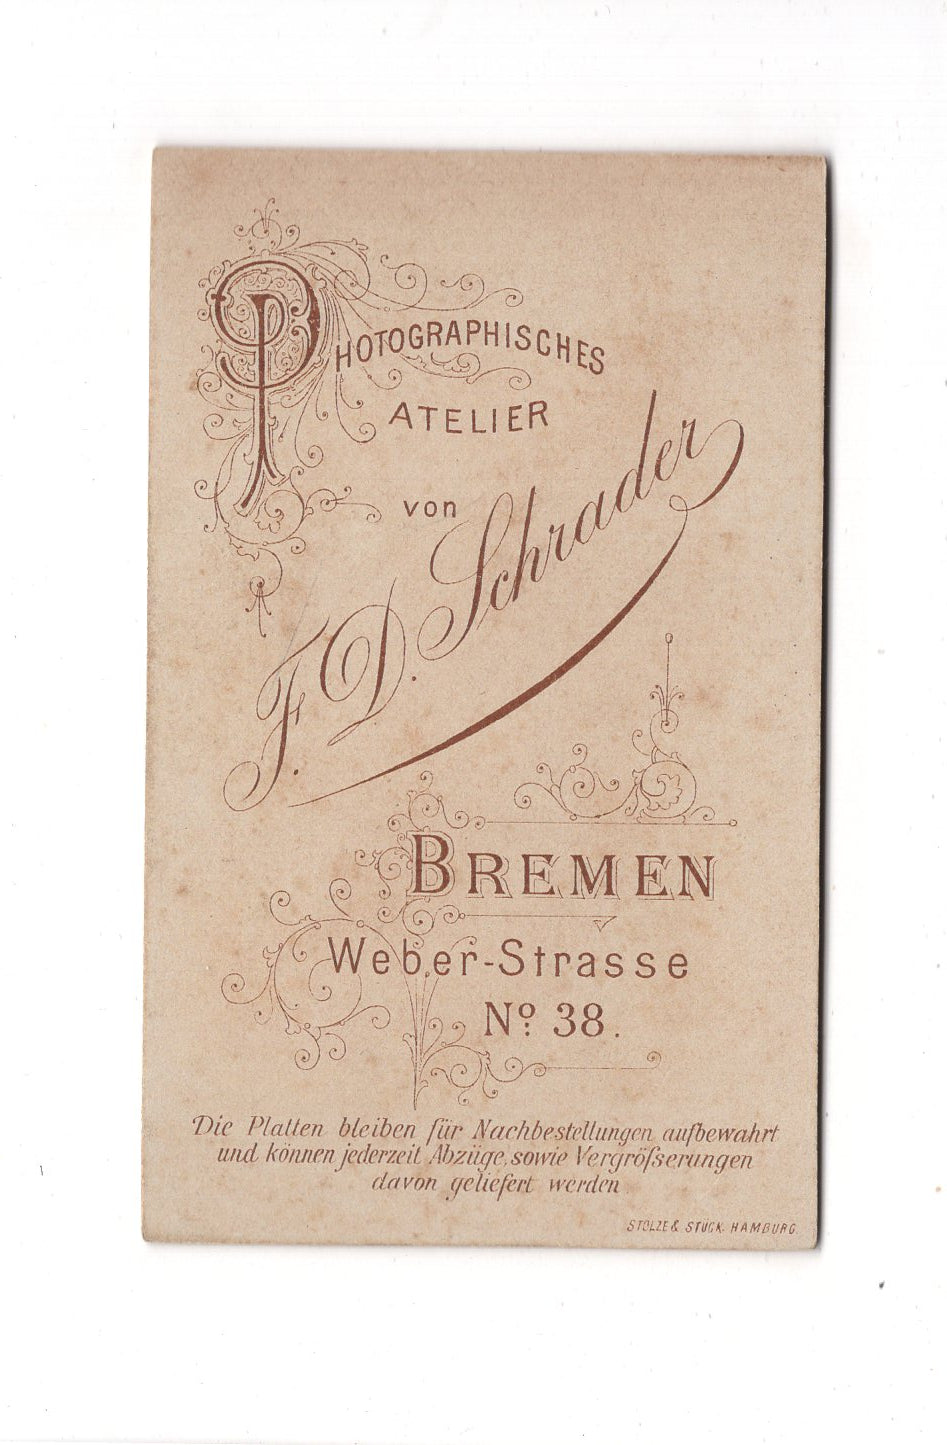 PHOTOGRAPHISCHES
ATELIER
von
F. D. Schrader
BREMEN
Weber-Strasse
Nº 38.
Die Platten bleiben für Nachbestellungen aufbewahrt
und können jederzeit Abzüge, sowie Vergröſserungen
davon geliefert werden.
STOLZE & STÜCK. HAMBURG.